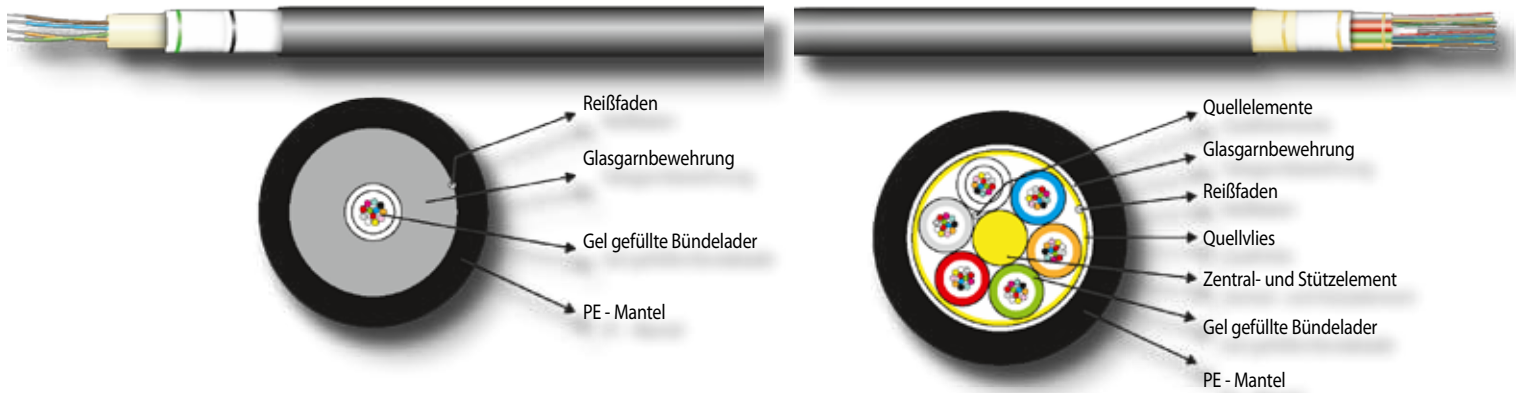 Reißfaden
Glasgarnbewehrung
Gel gefüllte Bündelader
PE - Mantel
Quellelemente
Glasgarnbewehrung
Reißfaden
Quellvlies
Zentral- und Stützelement
Gel gefüllte Bündelader
PE - Mantel